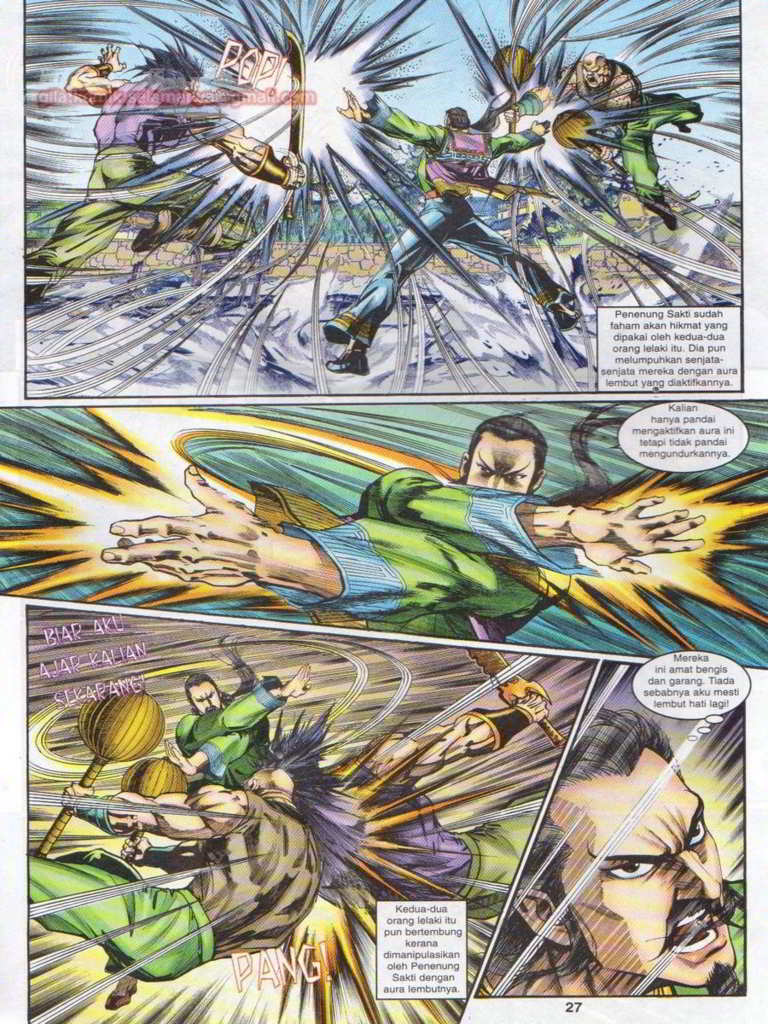 POP!
Penenung Sakti sudah
faham akan hikmat yang
dipakai oleh kedua-dua
orang lelaki itu. Dia pun
melumpuhkan senjata-
senjata mereka dengan aura
lembut yang diaktifkannya.
Kalian
hanya pandai
mengaktifkan aura ini
tetapi tidak pandai
mengundurkannya.
BIAR AKU
AJAR KALIAN
SEKARANG!
Mereka
ini amat bengis
dan garang. Tiada
sebabnya aku mesti
lembut hati lagi!
Kedua-dua
orang lelaki itu
pun bertembung
kerana
dimanipulasikan
oleh Penenung
Sakti dengan
aura lembutnya.
PANG!
27